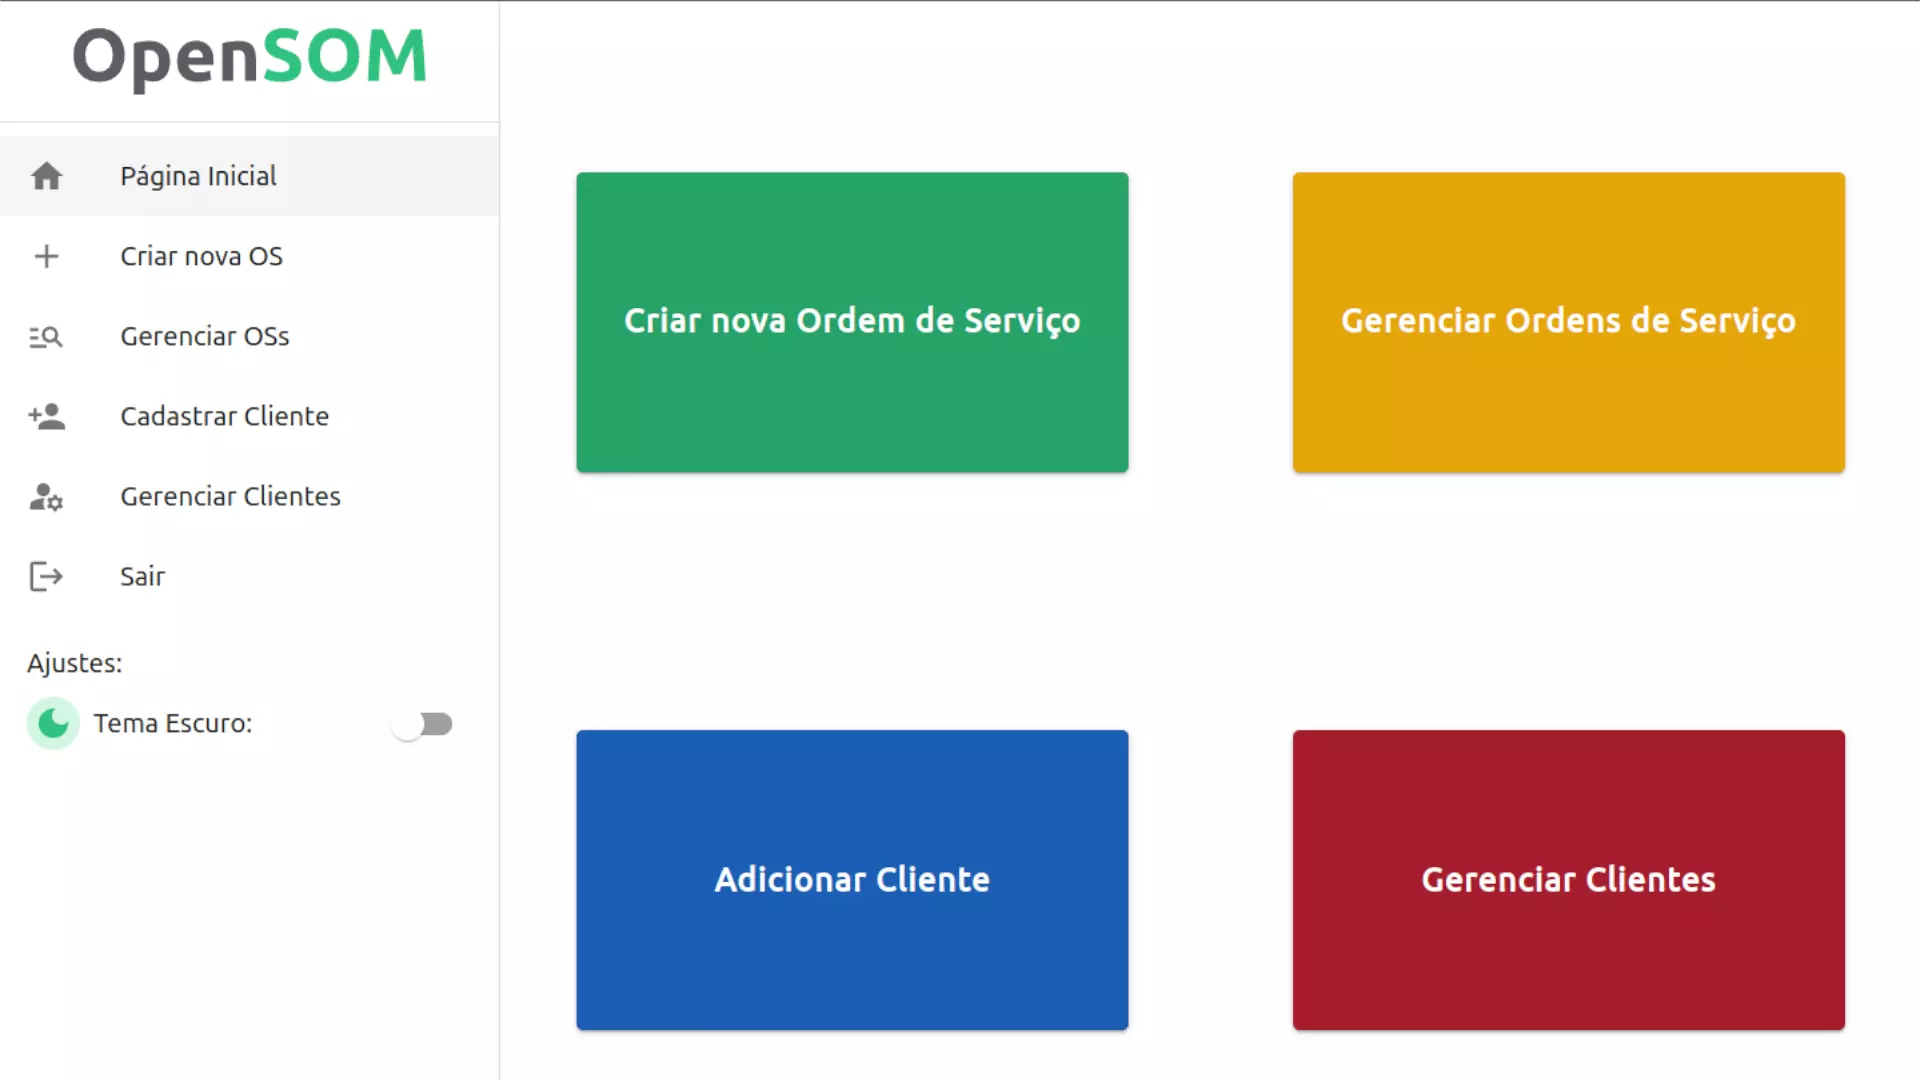 OpenSOM
Página Inicial
Criar nova OS
Gerenciar OSs
Cadastrar Cliente
Gerenciar Clientes
Sair
Ajustes:
Tema Escuro:
Criar nova Ordem de Serviço
Gerenciar Ordens de Serviço
Adicionar Cliente
Gerenciar Clientes